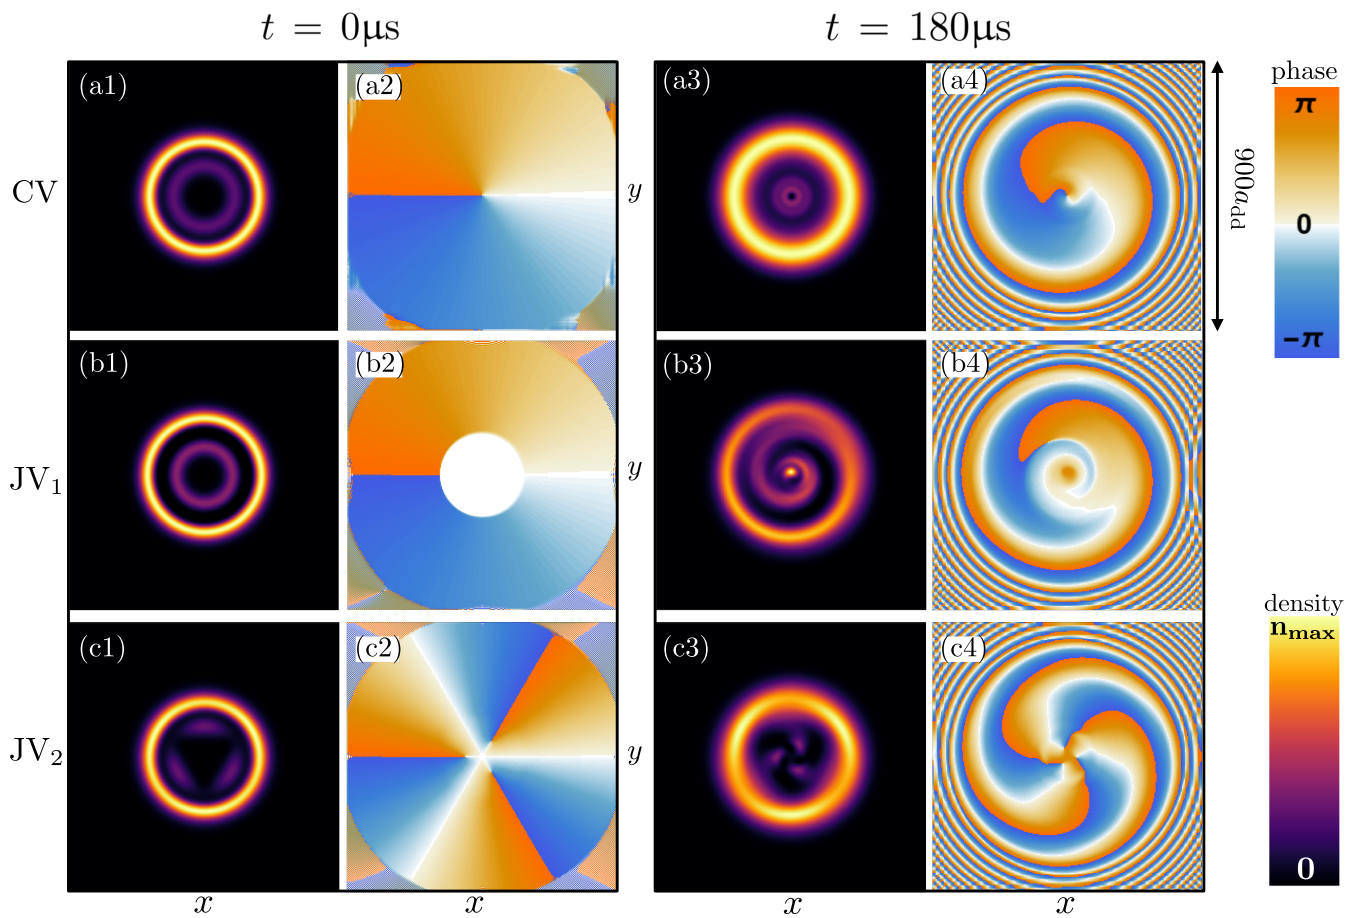 t = 0μs
t = 180μs
(a1)
(a2)
(a3)
(a4)
phase
π
CV
y
900a_dd
0
−π
(b1)
(b2)
(b3)
(b4)
JV₁
y
density
n_max
(c1)
(c2)
(c3)
(c4)
JV₂
y
0
x
x
x
x